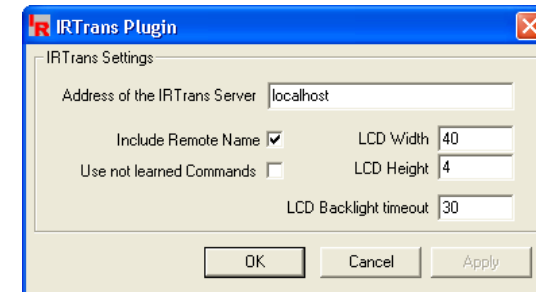 IRTrans Plugin
IRTrans Settings
Address of the IRTrans Server localhost
Include Remote Name LCD Width 40
Use not learned Commands LCD Height 4
LCD Backlight timeout 30
OK Cancel Apply